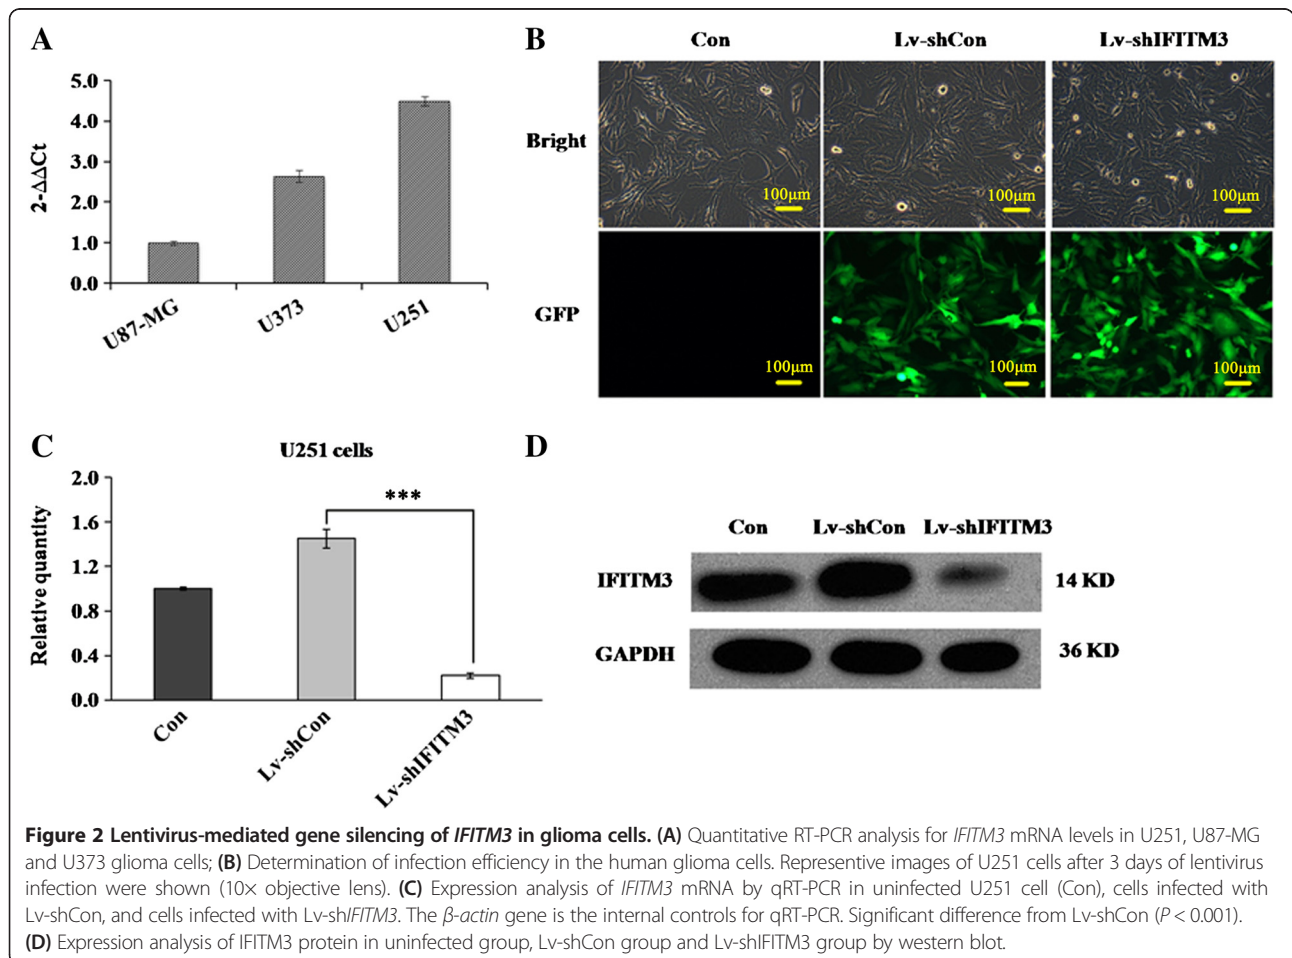 A
5.0
4.0
3.0
2.0
1.0
0.0
2-ΔΔCt
U87-MG
U373
U251
B
Con
Lv-shCon
Lv-shIFITM3
Bright
100μm
100μm
100μm
GFP
100μm
100μm
100μm
C
U251 cells
2.0
1.6
1.2
0.8
0.4
0.0
Relative quantity
***
Con
Lv-shCon
Lv-shIFITM3
D
Con
Lv-shCon
Lv-shIFITM3
IFITM3
14 KD
GAPDH
36 KD
Figure 2 Lentivirus-mediated gene silencing of IFITM3 in glioma cells. (A) Quantitative RT-PCR analysis for IFITM3 mRNA levels in U251, U87-MG
and U373 glioma cells; (B) Determination of infection efficiency in the human glioma cells. Representive images of U251 cells after 3 days of lentivirus
infection were shown (10× objective lens). (C) Expression analysis of IFITM3 mRNA by qRT-PCR in uninfected U251 cell (Con), cells infected with
Lv-shCon, and cells infected with Lv-shIFITM3. The β-actin gene is the internal controls for qRT-PCR. Significant difference from Lv-shCon (P < 0.001).
(D) Expression analysis of IFITM3 protein in uninfected group, Lv-shCon group and Lv-shIFITM3 group by western blot.